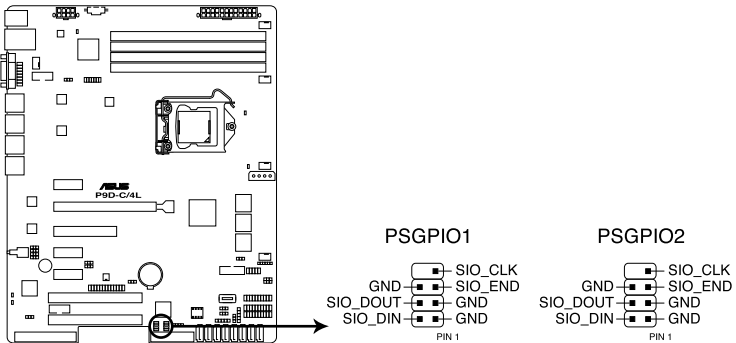 ASUS
P9D-C/4L
PSGPIO1
SIO_CLK
GND SIO_END
SIO_DOUT GND
SIO_DIN GND
PIN 1
PSGPIO2
SIO_CLK
GND SIO_END
SIO_DOUT GND
SIO_DIN GND
PIN 1